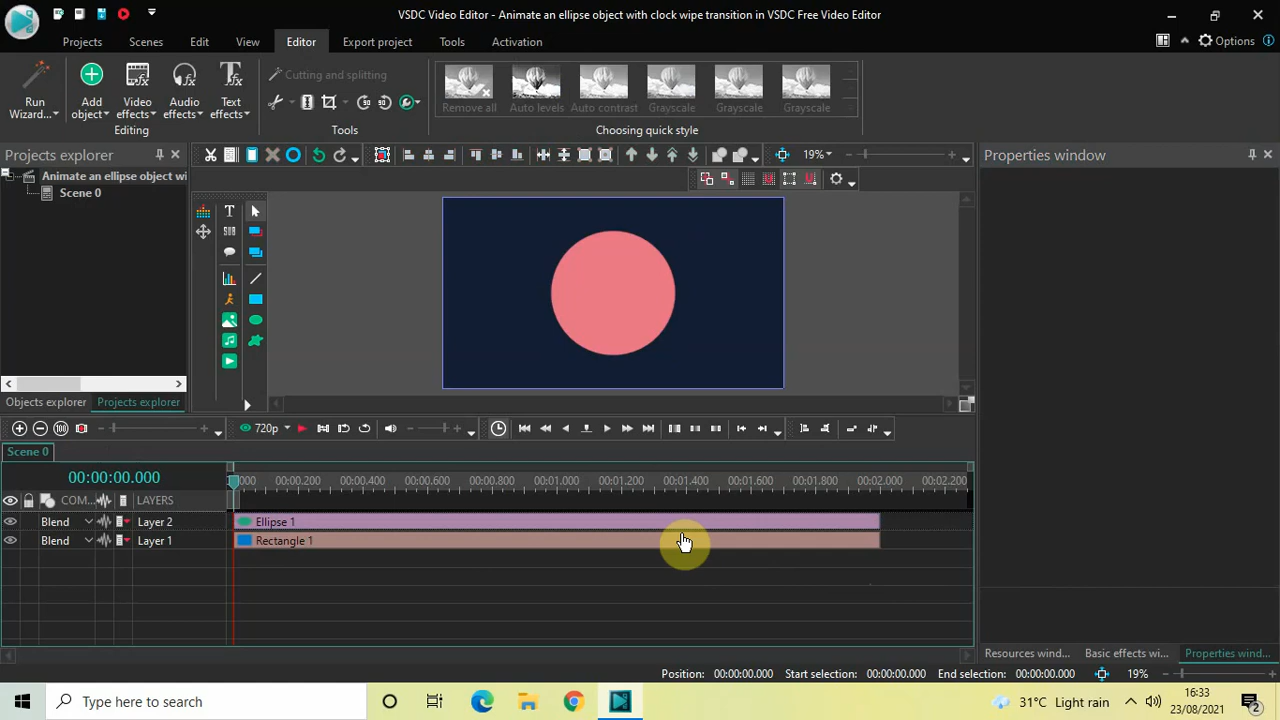 VSDC Video Editor - Animate an ellipse object with clock wipe transition in VSDC Free Video Editor
Projects Scenes Edit View Editor Export project Tools Activation Options
Run Wizard... Add object Video effects Audio effects Text effects
Editing
Cutting and splitting
Tools
Remove all Auto levels Auto contrast Grayscale Grayscale Grayscale
Choosing quick style
Projects explorer
19%
Properties window
Animate an ellipse object wi
Scene 0
Objects explorer Projects explorer
720p
Scene 0
00:00:00.000
000 00:00.200 00:00.400 00:00.600 00:00.800 00:01.000 00:01.200 00:01.400 00:01.600 00:01.800 00:02.000 00:02.200
COM... LAYERS
Blend Layer 2 Ellipse 1
Blend Layer 1 Rectangle 1
Resources wind... Basic effects wi... Properties wind...
Position: 00:00:00.000 Start selection: 00:00:00.000 End selection: 00:00:00.000 19%
Type here to search
31°C Light rain
16:33
23/08/2021
2